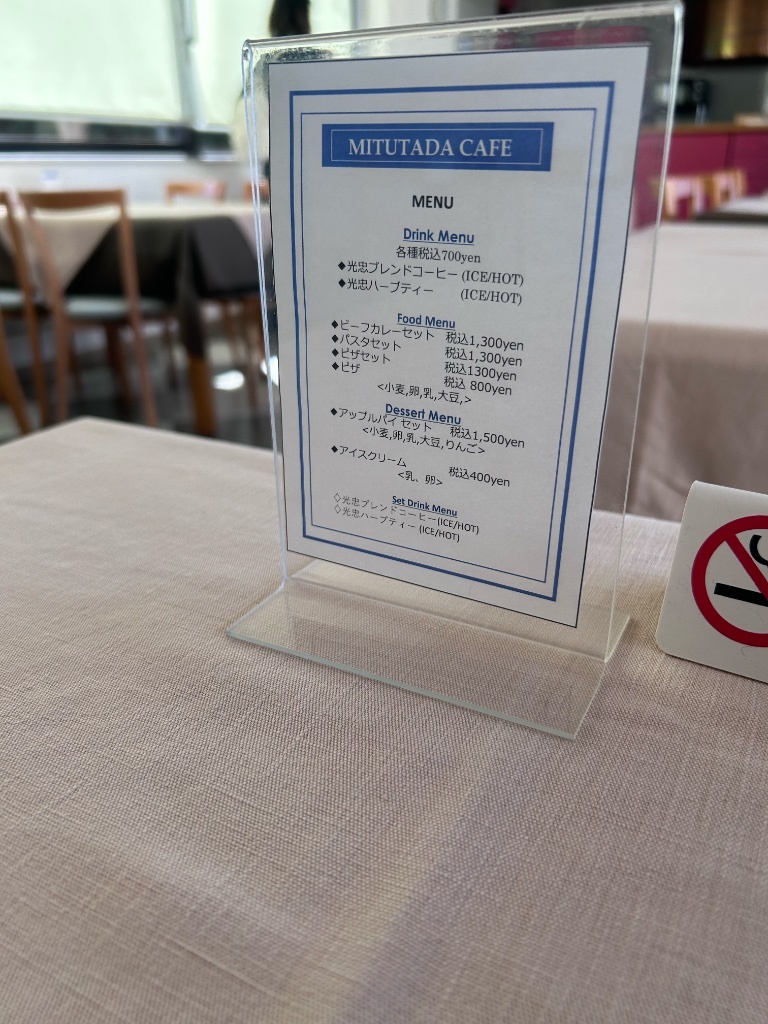 MITUTADA CAFE
MENU
Drink Menu
各種税込700yen
◆光忠ブレンドコーヒー (ICE/HOT)
◆光忠ハーブティー (ICE/HOT)
Food Menu
◆ビーフカレーセット 税込1,300yen
◆パスタセット 税込1,300yen
◆ピザセット 税込1300yen
◆ピザ 税込 800yen
<小麦,卵,乳,大豆,>
Dessert Menu
◆アップルパイ セット 税込1,500yen
<小麦,卵,乳,大豆,りんご>
◆アイスクリーム 税込400yen
<乳、卵>
Set Drink Menu
◇光忠ブレンドコーヒー(ICE/HOT)
◇光忠ハーブティー (ICE/HOT)